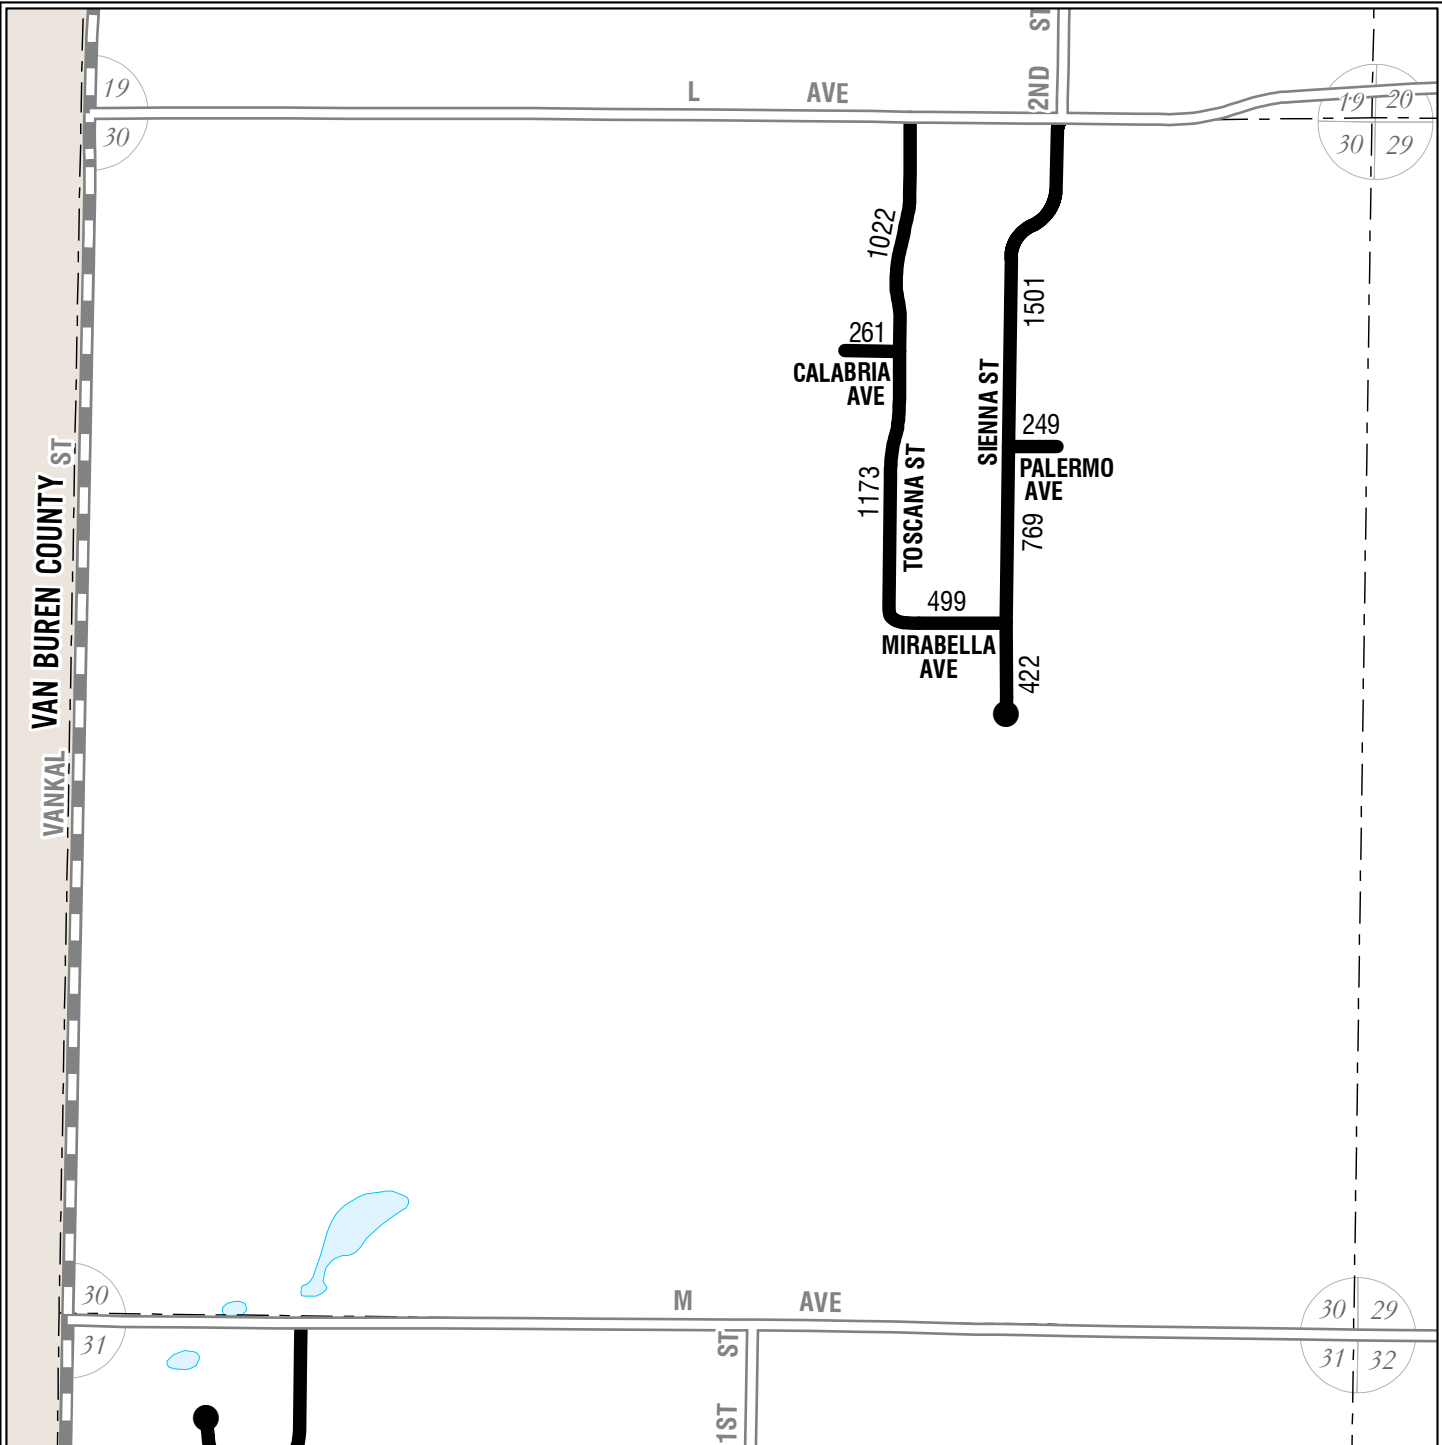 ST
2ND
L AVE
19
30
19 20
30 29
1022
261
CALABRIA
AVE
1501
SIENNA ST
249
PALERMO
AVE
1173
TOSCANA ST
769
499
MIRABELLA
AVE
422
VAN BUREN COUNTY
VANKAL ST
30
31
M AVE
30 29
31 32
1ST ST